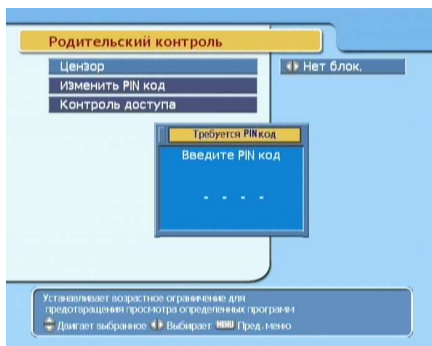 Родительский контроль
Цензор
Нет блок.
Изменить PIN код
Контроль доступа
Требуется PIN код
Введите PIN код
- - - -
Устанавливает возрастное ограничение для
предотвращения просмотра определенных программ
Двигает выбранное Выбирает MENU Пред. меню